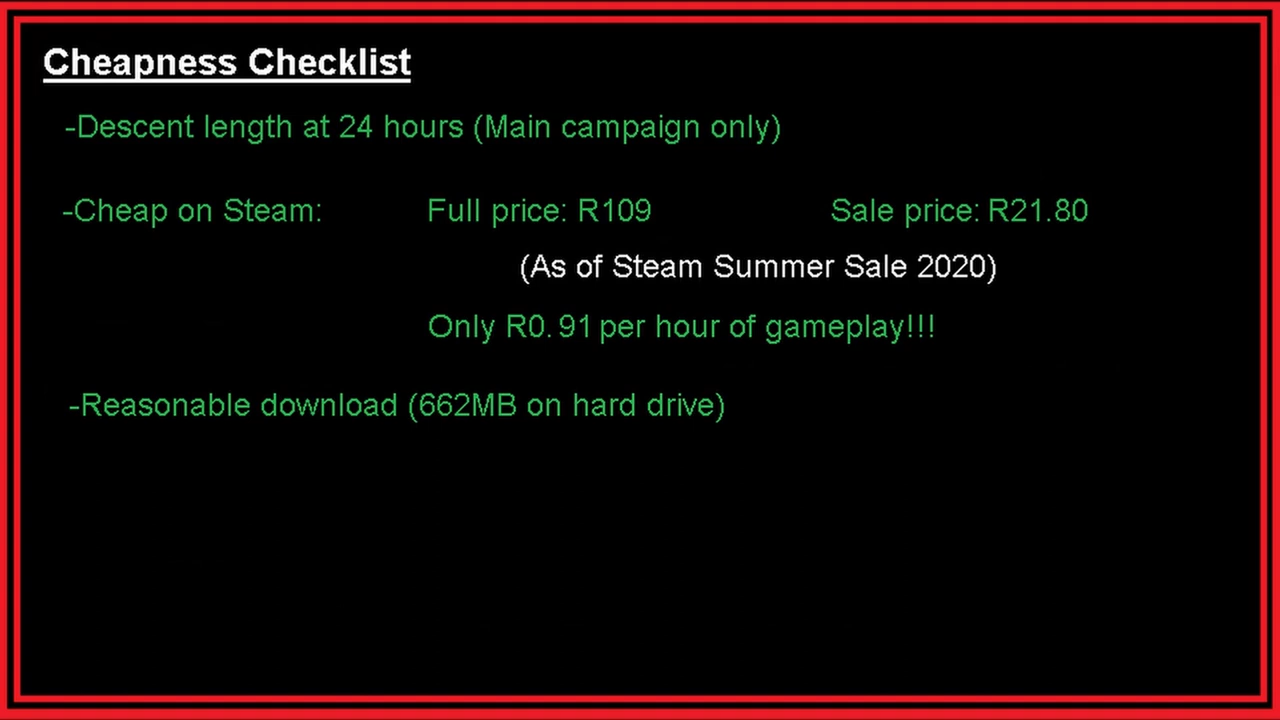 Cheapness Checklist
-Descent length at 24 hours (Main campaign only)
-Cheap on Steam: Full price: R109 Sale price: R21.80
(As of Steam Summer Sale 2020)
Only R0. 91 per hour of gameplay!!!
-Reasonable download (662MB on hard drive)